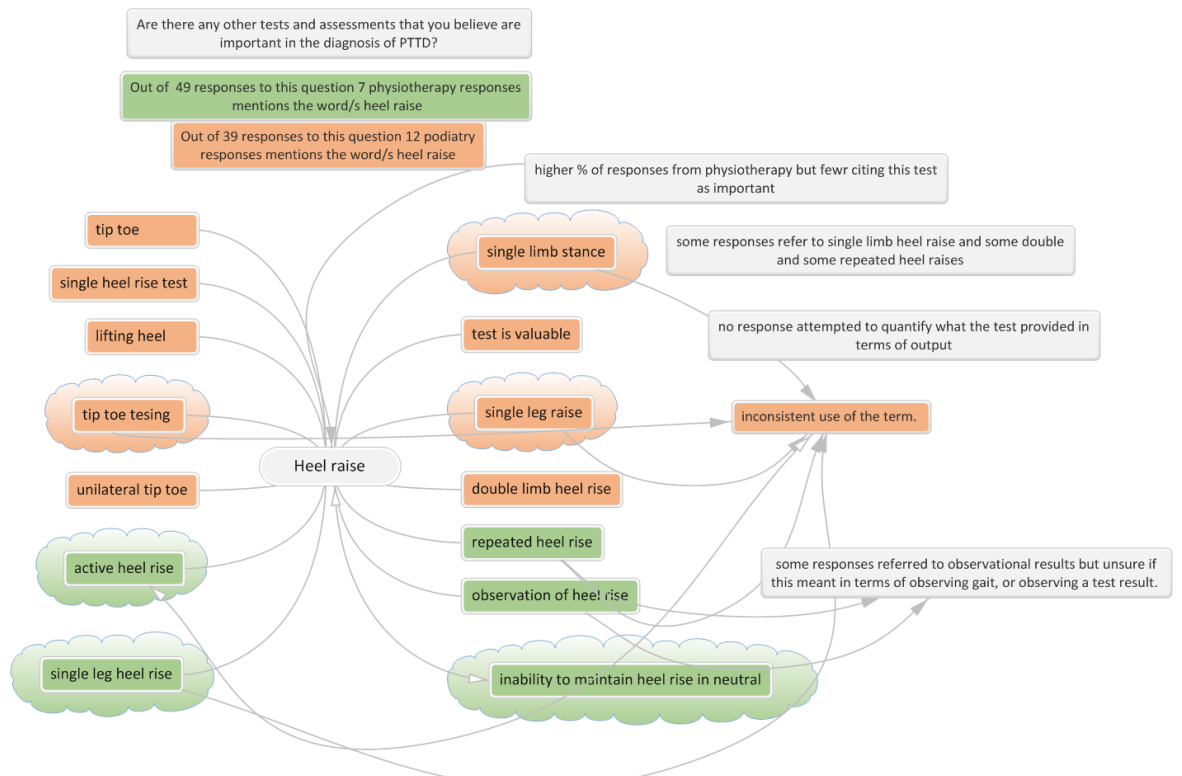 Are there any other tests and assessments that you believe are
important in the diagnosis of PTTD?
Out of 49 responses to this question 7 physiotherapy responses
mentions the word/s heel raise
Out of 39 responses to this question 12 podiatry
responses mentions the word/s heel raise
higher % of responses from physiotherapy but fewr citing this test
as important
tip toe
single limb stance
some responses refer to single limb heel raise and some double
and some repeated heel raises
single heel rise test
lifting heel
test is valuable
no response attempted to quantify what the test provided in
terms of output
tip toe tesing
single leg raise
inconsistent use of the term.
Heel raise
unilateral tip toe
double limb heel rise
repeated heel rise
active heel rise
observation of heel rise
some responses referred to observational results but unsure if
this meant in terms of observing gait, or observing a test result.
single leg heel rise
inability to maintain heel rise in neutral